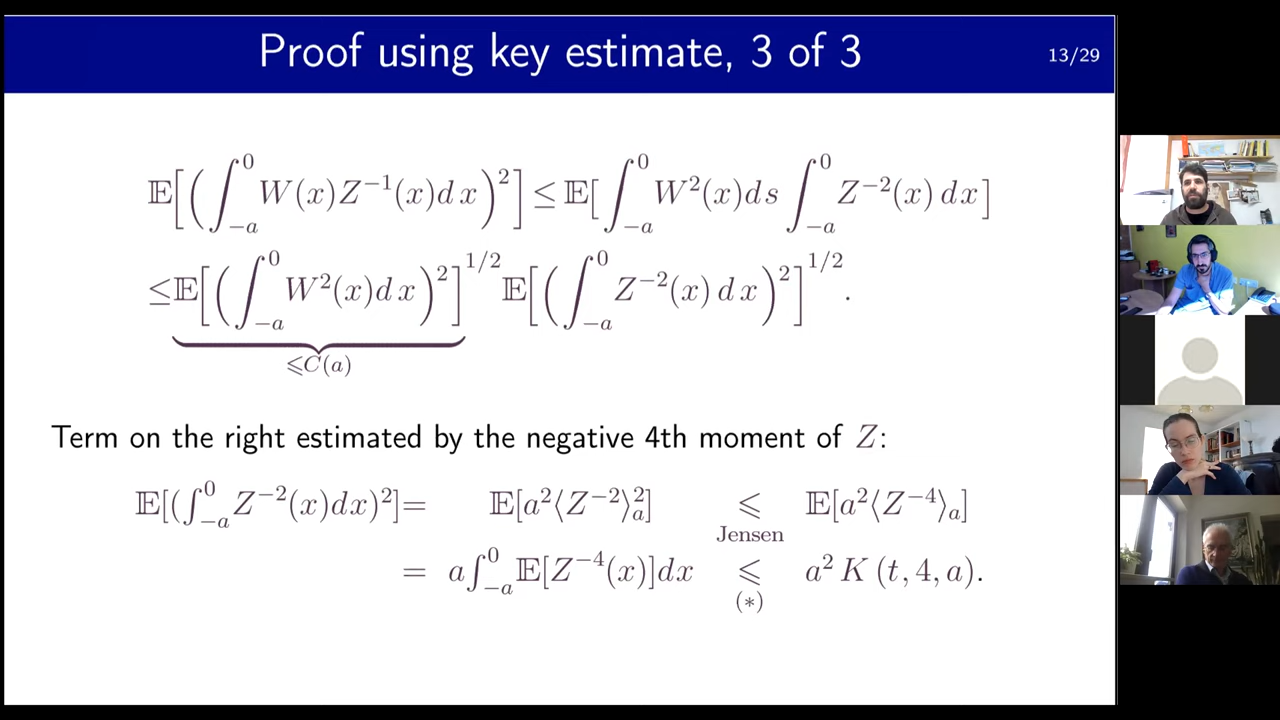 Proof using key estimate, 3 of 3
13/29
𝔼[(∫_{-a}^{0} W(x)Z^{-1}(x)dx)^2] ≤ 𝔼[∫_{-a}^{0} W^2(x)ds ∫_{-a}^{0} Z^{-2}(x) dx]
≤𝔼[(∫_{-a}^{0} W^2(x)dx)^2]^{1/2} 𝔼[(∫_{-a}^{0} Z^{-2}(x) dx)^2]^{1/2}.
⩽C(a)
Term on the right estimated by the negative 4th moment of Z:
𝔼[(∫_{-a}^{0} Z^{-2}(x)dx)^2]= 𝔼[a^2⟨Z^{-2}⟩_a^2] ⩽ 𝔼[a^2⟨Z^{-4}⟩_a]
Jensen
= a∫_{-a}^{0} 𝔼[Z^{-4}(x)]dx ⩽ a^2 K (t, 4, a).
(∗)